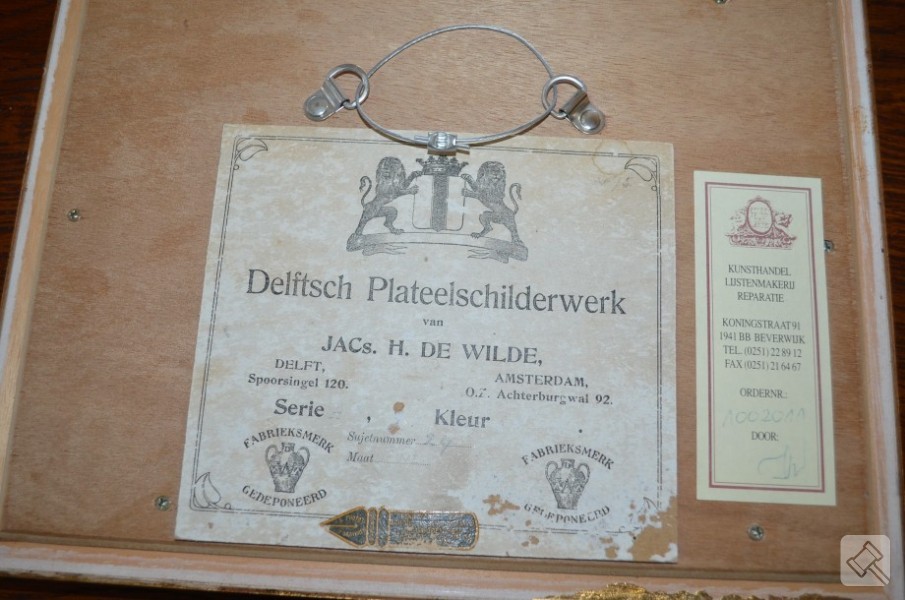 Delftsch Plateelschilderwerk
van
JACs. H. DE WILDE,
DELFT,
Spoorsingel 120.
AMSTERDAM,
O.Z. Achterburgwal 92.
Serie , Kleur
Sujetnummer 24
Maat
FABRIEKSMERK
GEDEPONEERD
FABRIEKSMERK
GEDEPONEERD
KUNSTHANDEL
LIJSTENMAKERIJ
REPARATIE
KONINGSTRAAT 91
1941 BB BEVERWIJK
TEL. (0251) 22 89 12
FAX (0251) 21 64 67
ORDERNR.:
1002011
DOOR: